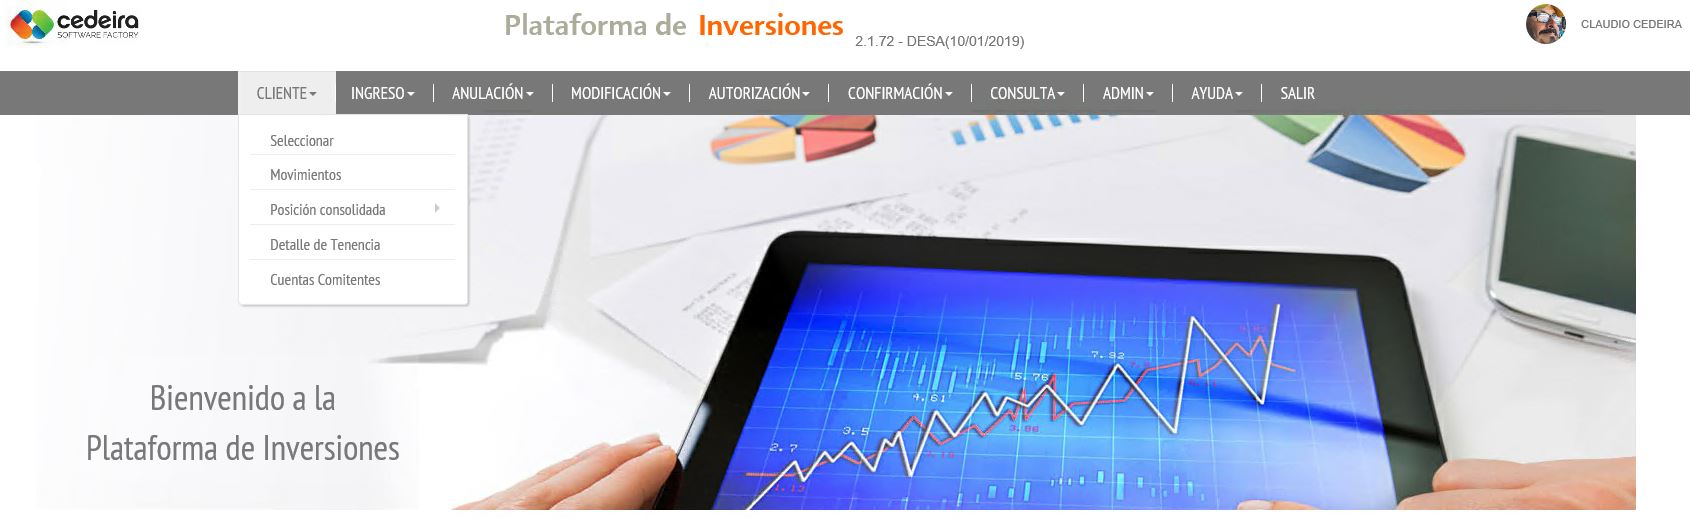 cedeira
SOFTWARE FACTORY
Plataforma de Inversiones
2.1.72 - DESA(10/01/2019)
CLAUDIO CEDEIRA
CLIENTE
INGRESO
ANULACIÓN
MODIFICACIÓN
AUTORIZACIÓN
CONFIRMACIÓN
CONSULTA
ADMIN
AYUDA
SALIR
Seleccionar
Movimientos
Posición consolidada
Detalle de Tenencia
Cuentas Comitentes
Bienvenido a la
Plataforma de Inversiones
7.92
5.76
4.61
3.86
3.5
2.7
1.13